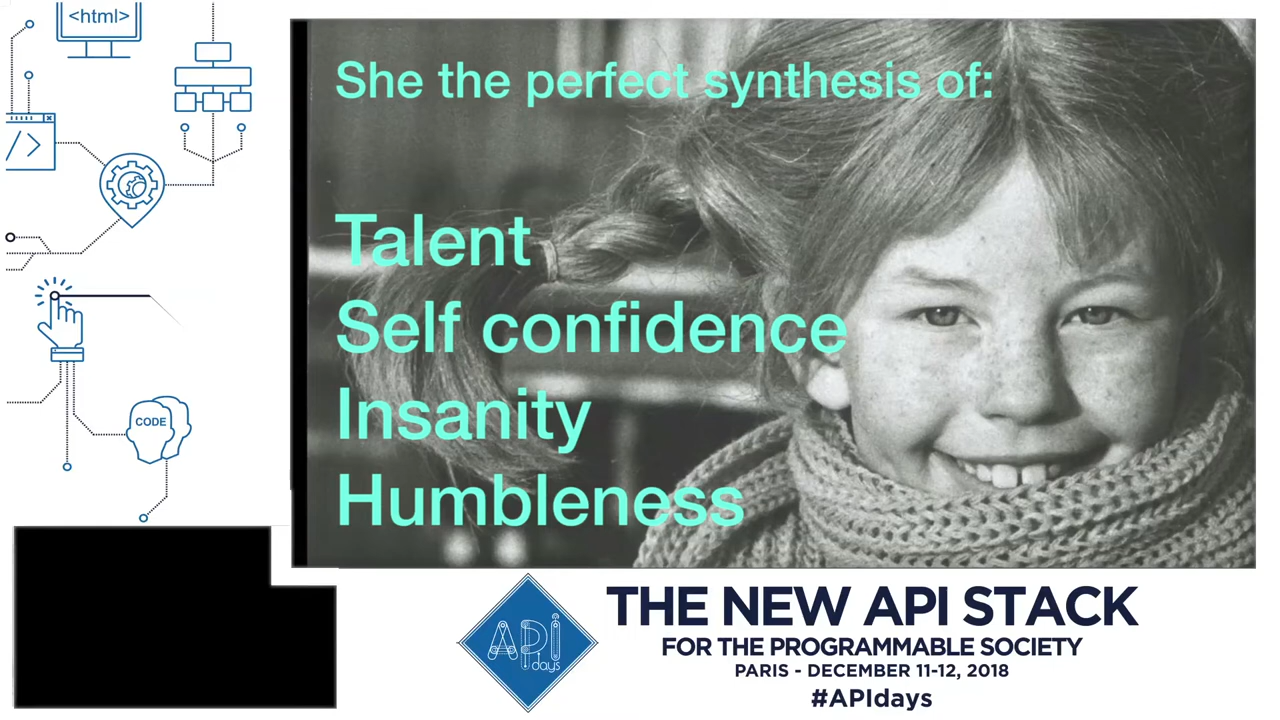 <html>
</>
CODE
She the perfect synthesis of:
Talent
Self confidence
Insanity
Humbleness
API
days
THE NEW API STACK
FOR THE PROGRAMMABLE SOCIETY
PARIS - DECEMBER 11-12, 2018
#APIdays